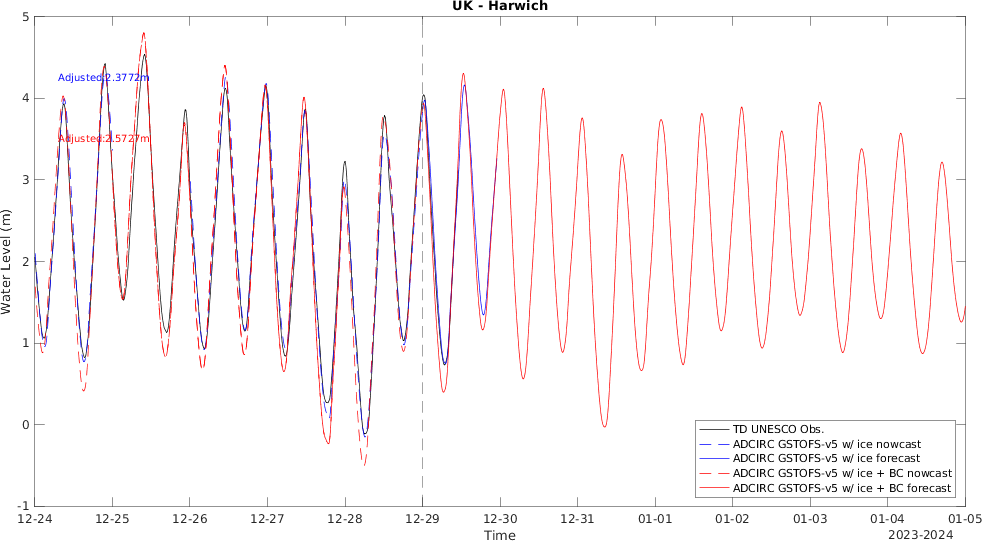 UK - Harwich
5
4
3
2
1
0
-1
Water Level (m)
Adjusted:2.3772m
Adjusted:2.5727m
TD UNESCO Obs.
ADCIRC GSTOFS-v5 w/ ice nowcast
ADCIRC GSTOFS-v5 w/ ice forecast
ADCIRC GSTOFS-v5 w/ ice + BC nowcast
ADCIRC GSTOFS-v5 w/ ice + BC forecast
12-24 12-25 12-26 12-27 12-28 12-29 12-30 12-31 01-01 01-02 01-03 01-04 01-05
Time
2023-2024